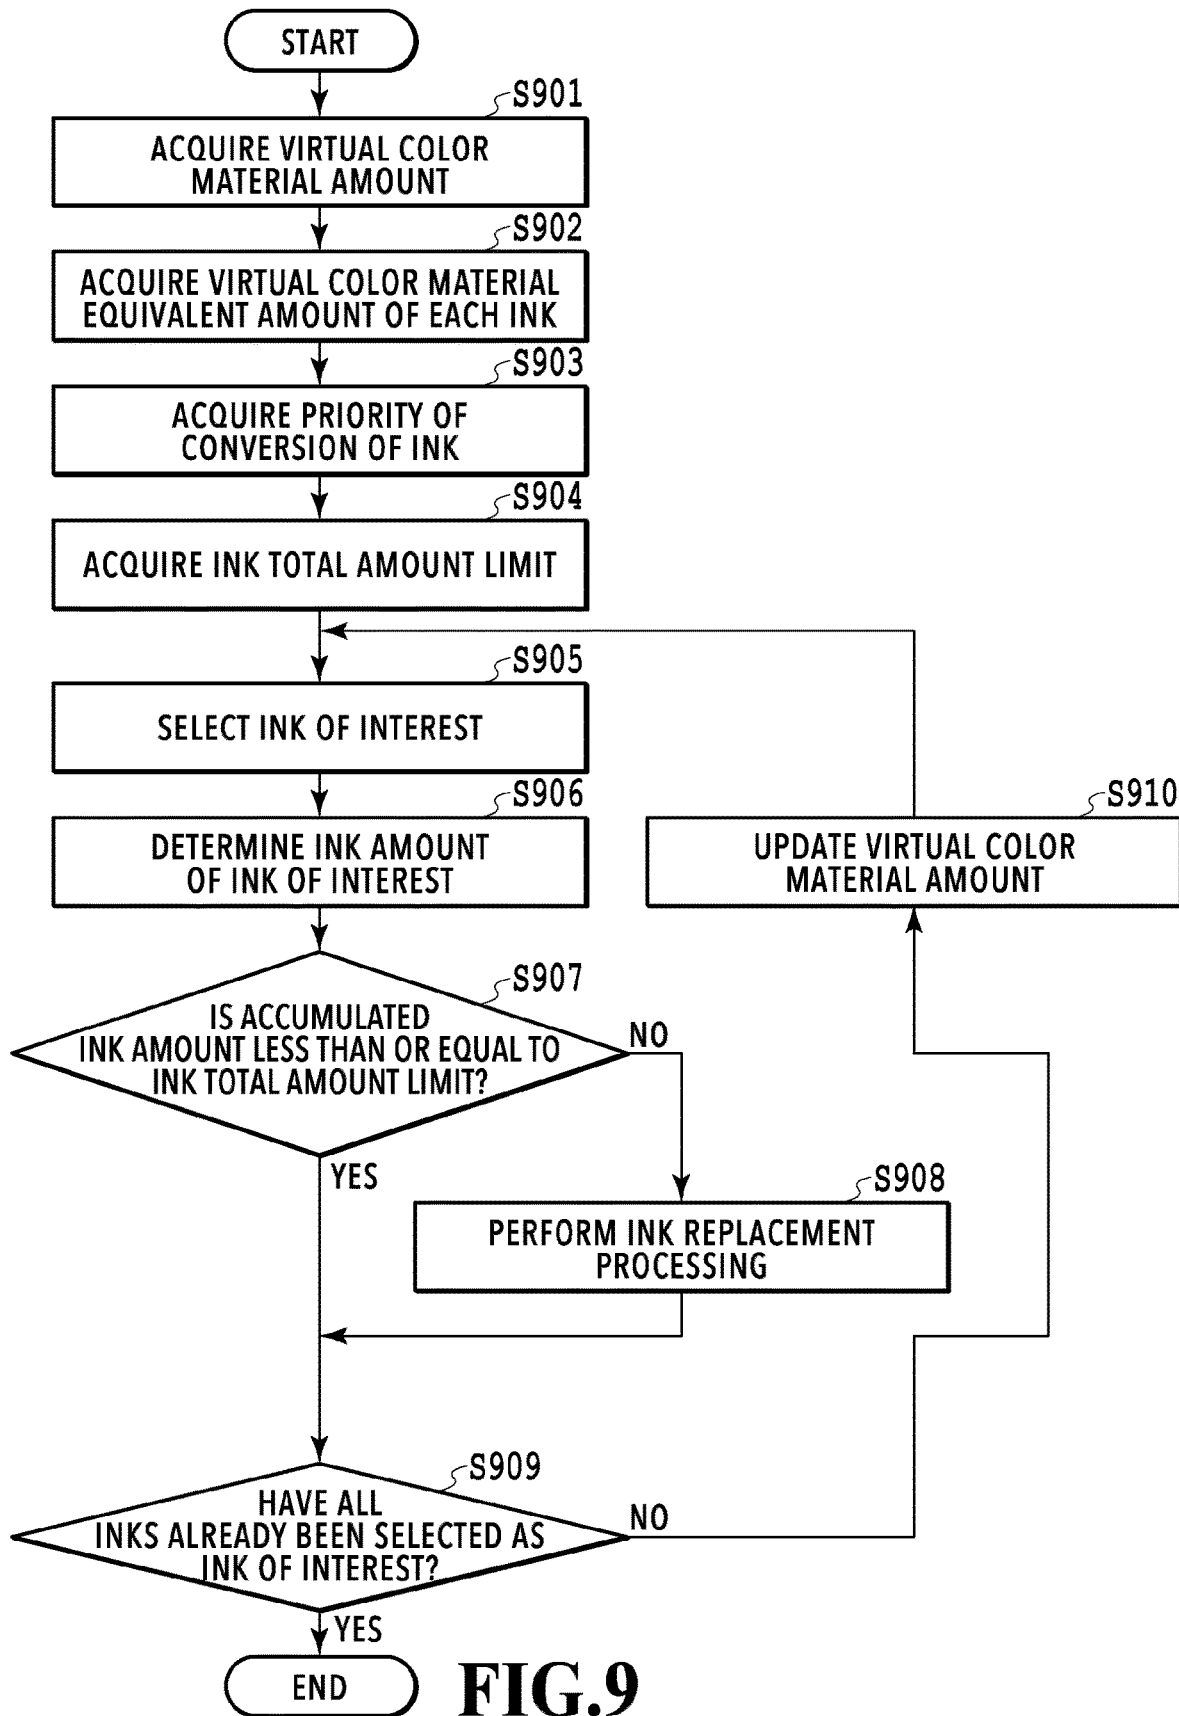 START
S901
ACQUIRE VIRTUAL COLOR
MATERIAL AMOUNT
S902
ACQUIRE VIRTUAL COLOR MATERIAL
EQUIVALENT AMOUNT OF EACH INK
S903
ACQUIRE PRIORITY OF
CONVERSION OF INK
S904
ACQUIRE INK TOTAL AMOUNT LIMIT
S905
SELECT INK OF INTEREST
S906
DETERMINE INK AMOUNT
OF INK OF INTEREST
S910
UPDATE VIRTUAL COLOR
MATERIAL AMOUNT
S907
IS ACCUMULATED
INK AMOUNT LESS THAN OR EQUAL TO
INK TOTAL AMOUNT LIMIT?
NO
YES
S908
PERFORM INK REPLACEMENT
PROCESSING
S909
HAVE ALL
INKS ALREADY BEEN SELECTED AS
INK OF INTEREST?
NO
YES
END
FIG.9